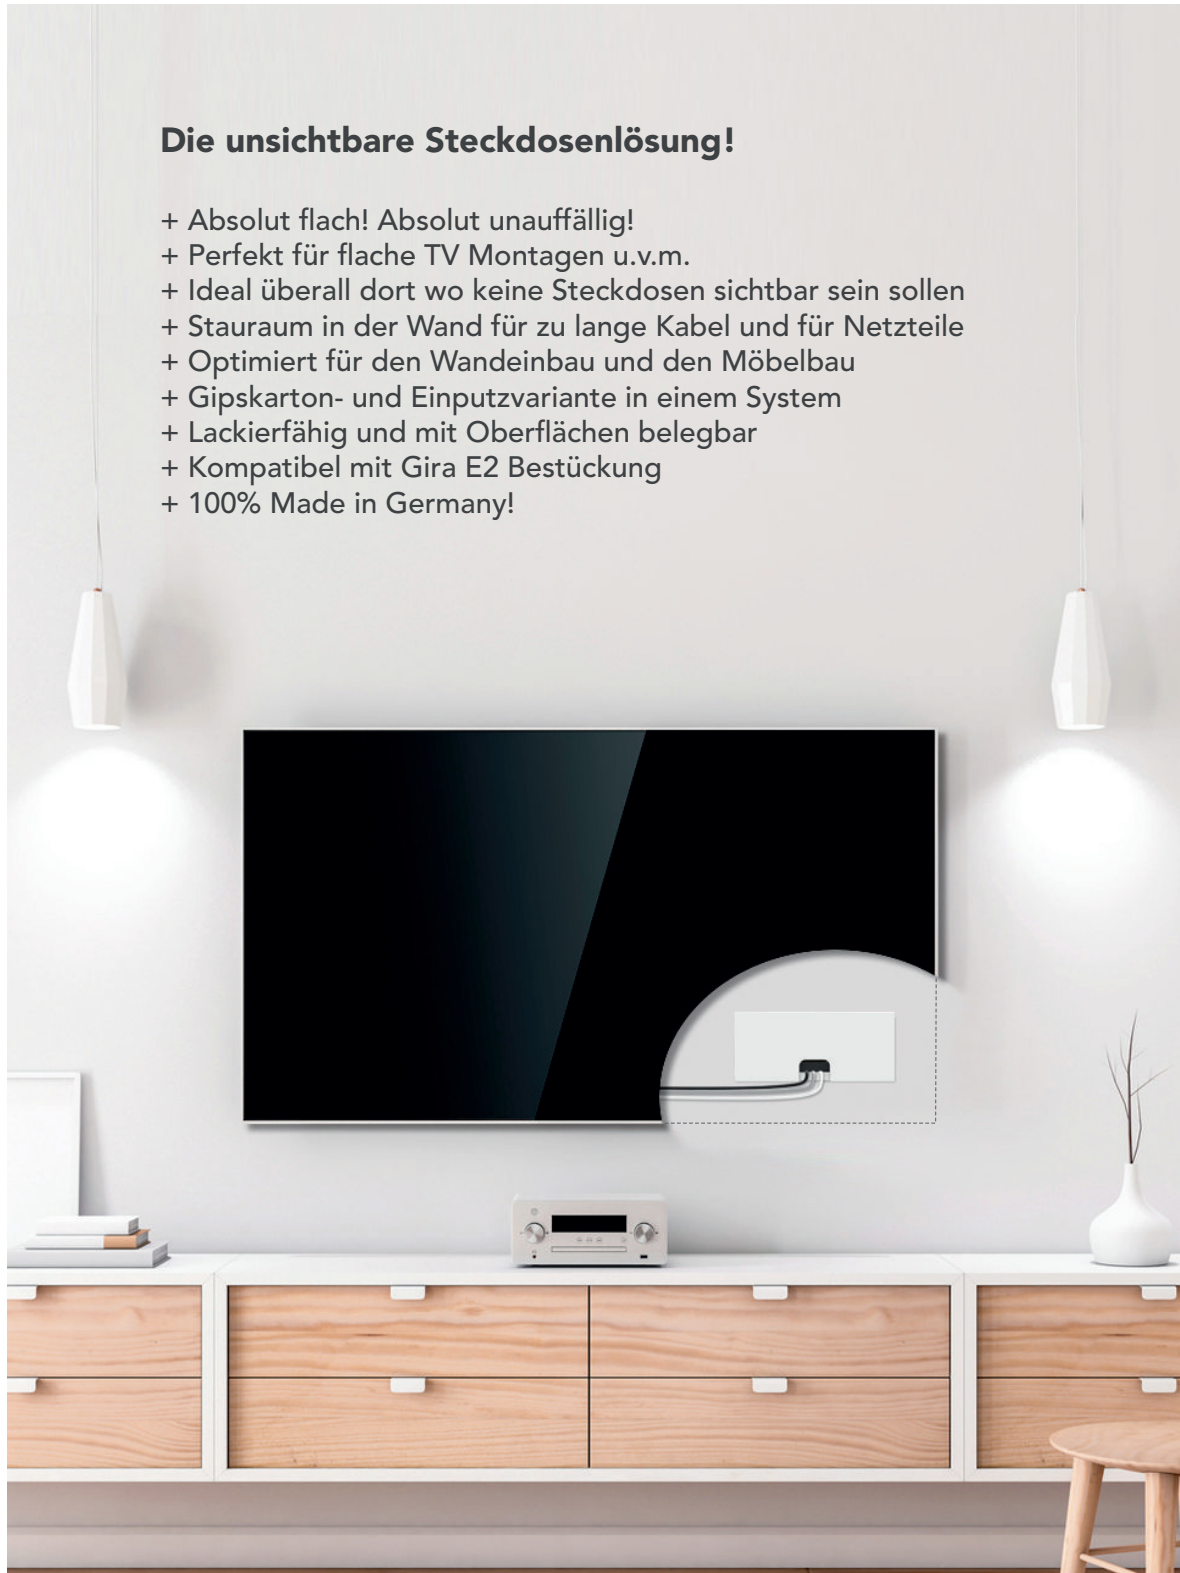 Die unsichtbare Steckdosenlösung!
+ Absolut flach! Absolut unauffällig!
+ Perfekt für flache TV Montagen u.v.m.
+ Ideal überall dort wo keine Steckdosen sichtbar sein sollen
+ Stauraum in der Wand für zu lange Kabel und für Netzteile
+ Optimiert für den Wandeinbau und den Möbelbau
+ Gipskarton- und Einputzvariante in einem System
+ Lackierfähig und mit Oberflächen belegbar
+ Kompatibel mit Gira E2 Bestückung
+ 100% Made in Germany!